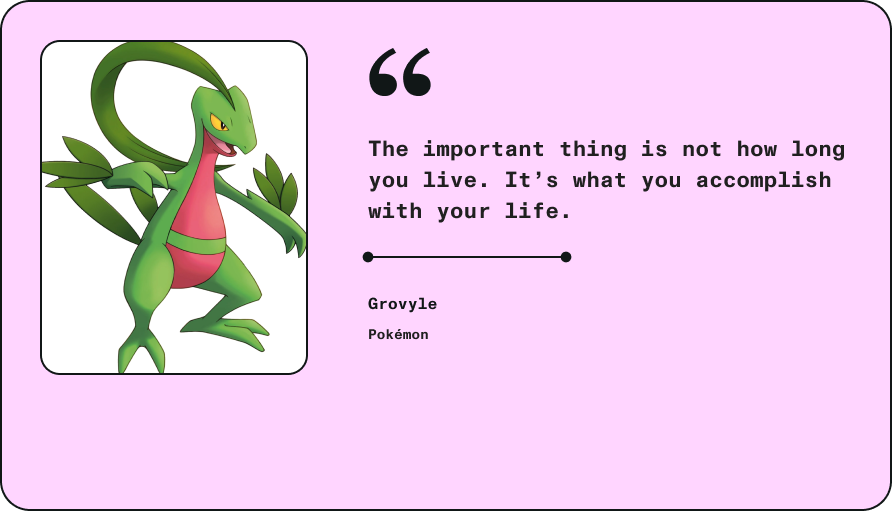 “
The important thing is not how long
you live. It’s what you accomplish
with your life.
Grovyle
Pokémon